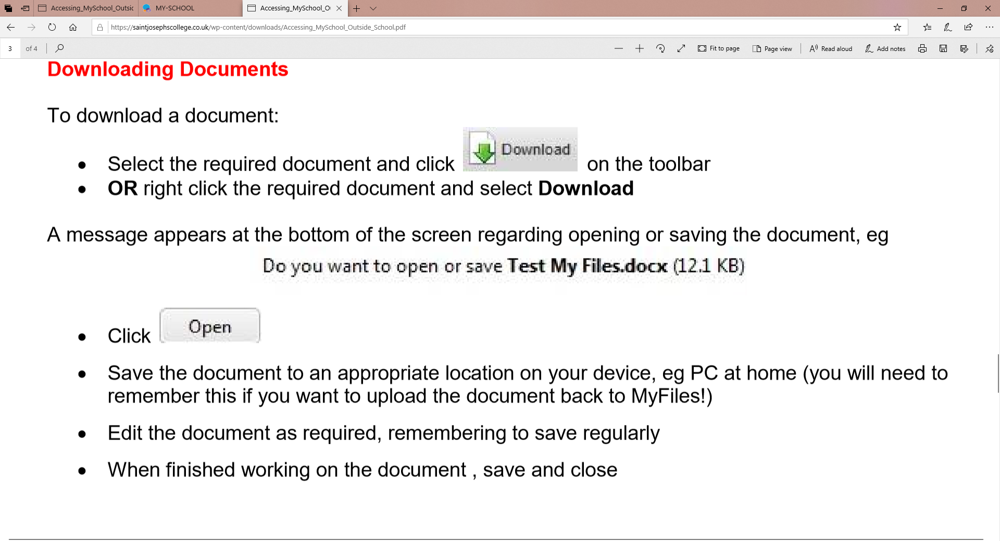 Accessing_MySchool_Outsic
MY-SCHOOL
Accessing_MySchool_O
https://saintjosephscollege.co.uk/wp-content/downloads/Accessing_MySchool_Outside_School.pdf
3 of 4
Fit to page
Page view
Read aloud
Add notes
Downloading Documents
To download a document:
• Select the required document and click Download on the toolbar
• OR right click the required document and select Download
A message appears at the bottom of the screen regarding opening or saving the document, eg
Do you want to open or save Test My Files.docx (12.1 KB)
• Click Open
• Save the document to an appropriate location on your device, eg PC at home (you will need to
remember this if you want to upload the document back to MyFiles!)
• Edit the document as required, remembering to save regularly
• When finished working on the document , save and close